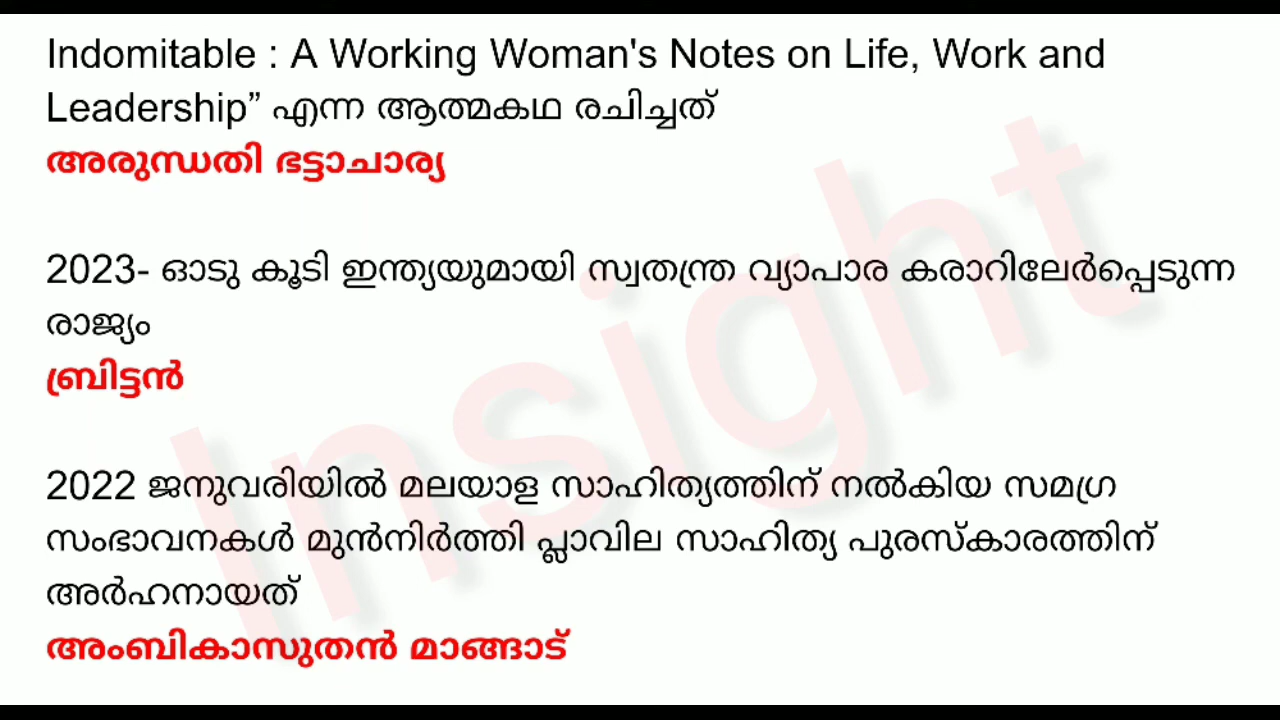 Indomitable : A Working Woman's Notes on Life, Work and
Leadership” എന്ന ആത്മകഥ രചിച്ചത്
അരുന്ധതി ഭട്ടാചാര്യ
2023- ഓടു കൂടി ഇന്ത്യയുമായി സ്വതന്ത്ര വ്യാപാര കരാറിലേർപ്പെടുന്ന
രാജ്യം
ബ്രിട്ടൻ
2022 ജനുവരിയിൽ മലയാള സാഹിത്യത്തിന് നൽകിയ സമഗ്ര
സംഭാവനകൾ മുൻനിർത്തി പ്ലാവില സാഹിത്യ പുരസ്കാരത്തിന്
അർഹനായത്
അംബികാസുതൻ മാങ്ങാട്
Insight